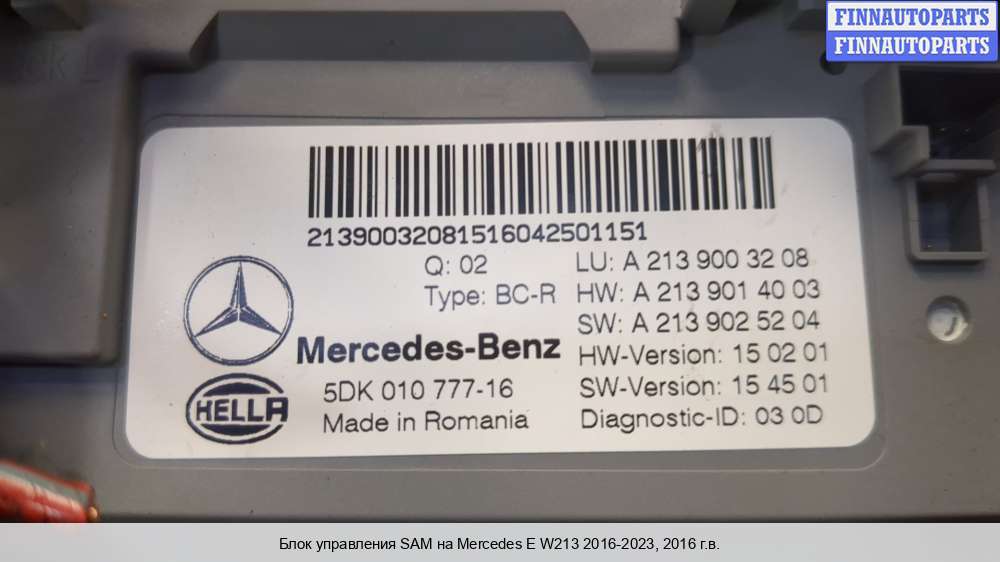 FINNAUTOPARTS
FINNAUTOPARTS
2139003208151604250​1151
Q: 02
LU: A 213 900 32 08
Type: BC-R
HW: A 213 901 40 03
SW: A 213 902 52 04
Mercedes-Benz
HW-Version: 15 02 01
HELLA
5DK 010 777-16
SW-Version: 15 45 01
Made in Romania
Diagnostic-ID: 03 0D
Блок управления SAM на Mercedes E W213 2016-2023, 2016 г.в.